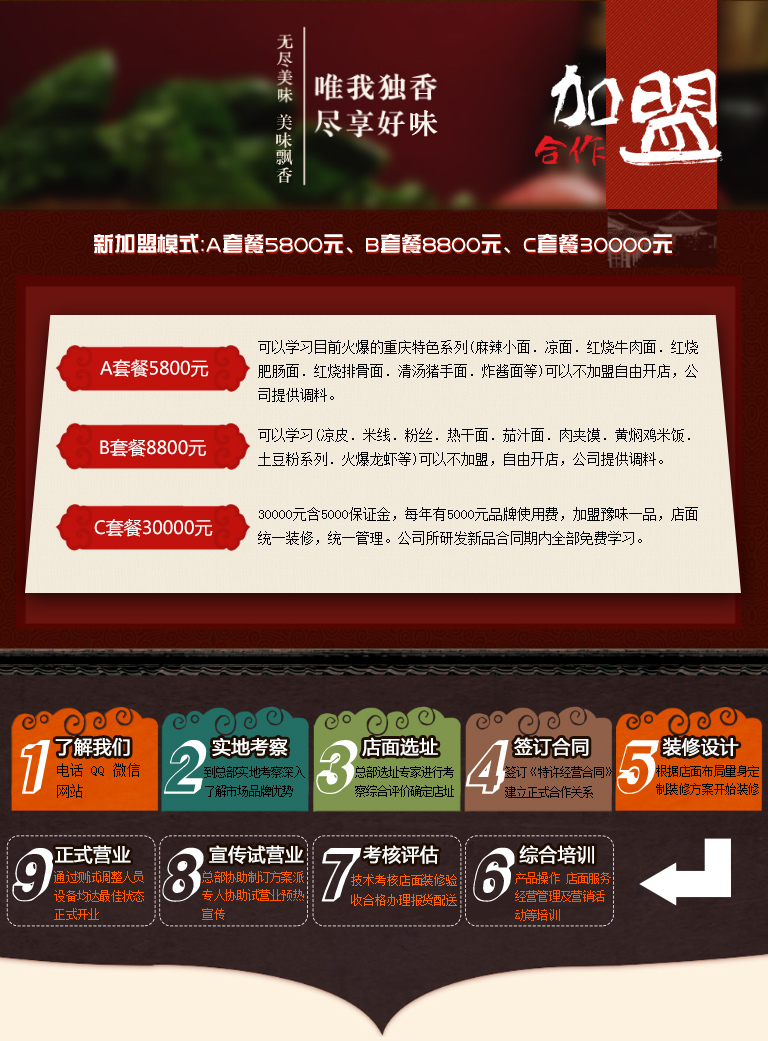 无尽美味 美味飘香
唯我独香
尽享好味
加盟
合作
新加盟模式:A套餐5800元、B套餐8800元、C套餐30000元
A套餐5800元
可以学习目前火爆的重庆特色系列(麻辣小面．凉面．红烧牛肉面．红烧
肥肠面．红烧排骨面．清汤猪手面．炸酱面等)可以不加盟自由开店，公
司提供调料。
B套餐8800元
可以学习(凉皮．米线．粉丝．热干面．茄汁面．肉夹馍．黄焖鸡米饭．
土豆粉系列．火爆龙虾等)可以不加盟，自由开店，公司提供调料。
C套餐30000元
30000元含5000保证金，每年有5000元品牌使用费，加盟豫味一品，店面
统一装修，统一管理。公司所研发新品合同期内全部免费学习。
1 了解我们
电话 QQ 微信
网站
2 实地考察
到总部实地考察深入
了解市场品牌优势
3 店面选址
总部选址专家进行考
察综合评价确定店址
4 签订合同
签订《特许经营合同》
建立正式合作关系
5 装修设计
根据店面布局量身定
制装修方案开始装修
9 正式营业
通过测式调整人员
设备均达最佳状态
正式开业
8 宣传试营业
总部协助制订方案派
专人协助试营业预热
宣传
7 考核评估
技术考核店面装修验
收合格办理报货配送
6 综合培训
产品操作 店面服务
经营管理及营销活
动等培训